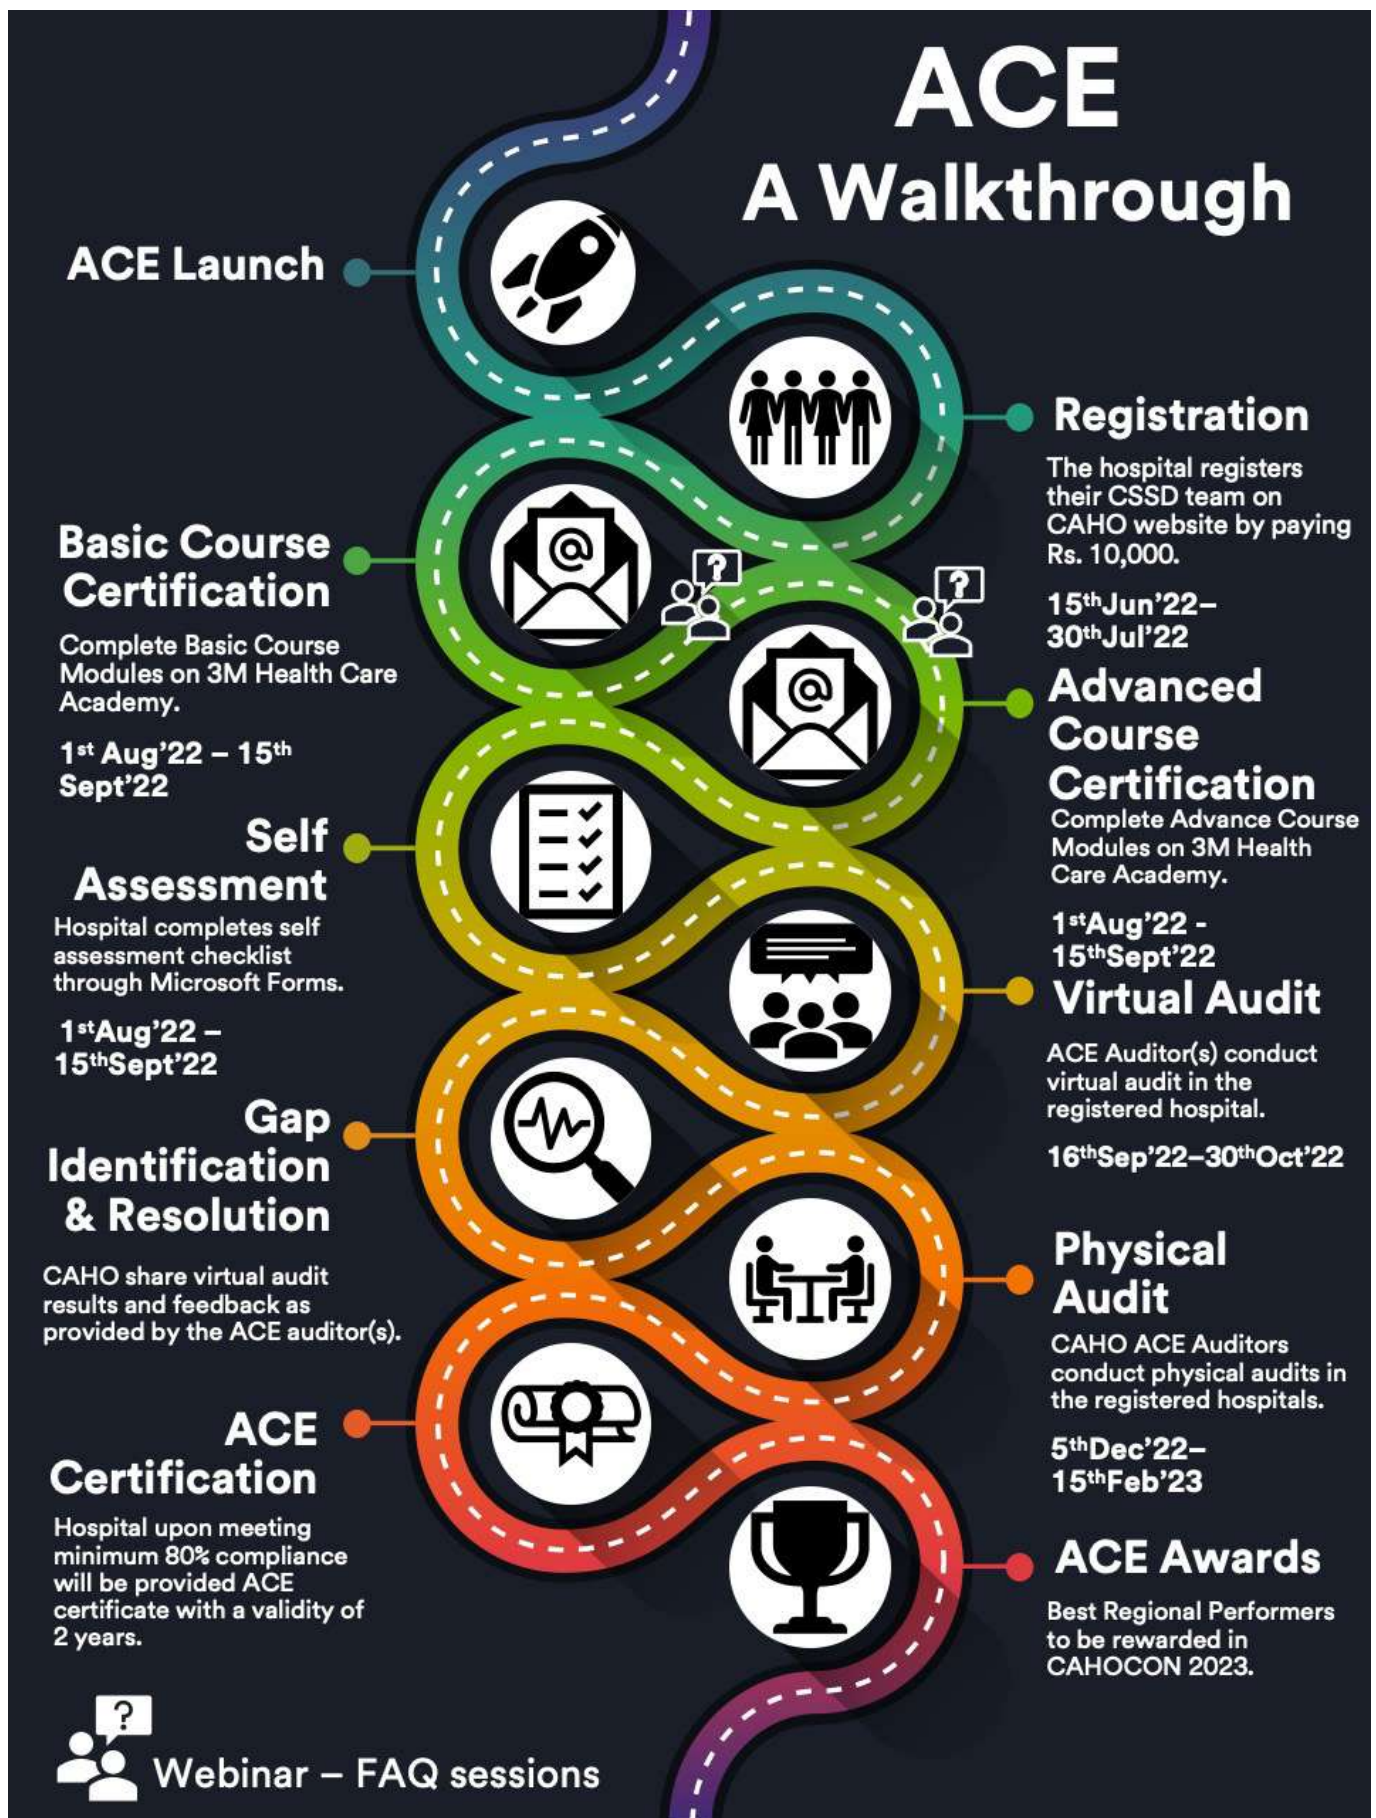 ACE
A Walkthrough
ACE Launch
Registration
The hospital registers
their CSSD team on
CAHO website by paying
Rs. 10,000.
15thJun’22–
30thJul’22
Basic Course
Certification
Complete Basic Course
Modules on 3M Health Care
Academy.
1st Aug’22 – 15th
Sept’22
@
?
?
@
Advanced
Course
Certification
Complete Advance Course
Modules on 3M Health
Care Academy.
1stAug’22 -
15thSept’22
Self
Assessment
Hospital completes self
assessment checklist
through Microsoft Forms.
1stAug’22 –
15thSept’22
Virtual Audit
ACE Auditor(s) conduct
virtual audit in the
registered hospital.
16thSep’22–30thOct’22
Gap
Identification
& Resolution
CAHO share virtual audit
results and feedback as
provided by the ACE auditor(s).
Physical
Audit
CAHO ACE Auditors
conduct physical audits in
the registered hospitals.
5thDec’22–
15thFeb’23
ACE
Certification
Hospital upon meeting
minimum 80% compliance
will be provided ACE
certificate with a validity of
2 years.
ACE Awards
Best Regional Performers
to be rewarded in
CAHOCON 2023.
?
Webinar – FAQ sessions